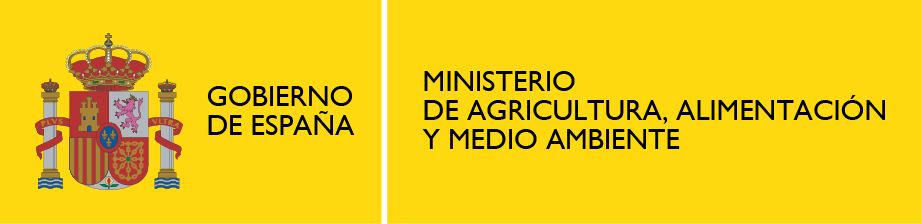 PLVS VLTRA
GOBIERNO
DE ESPAÑA
MINISTERIO
DE AGRICULTURA, ALIMENTACIÓN
Y MEDIO AMBIENTE